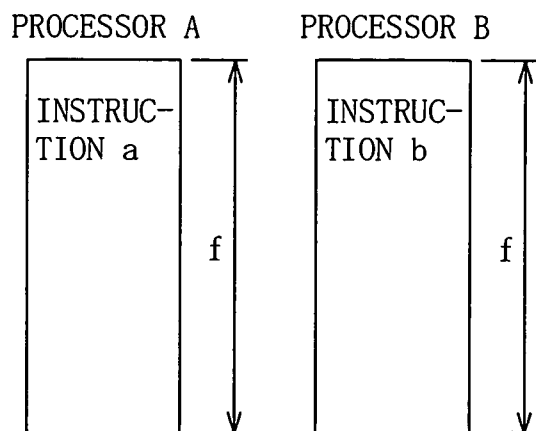 PROCESSOR A
PROCESSOR B
INSTRUC-
TION a
INSTRUC-
TION b
f
f